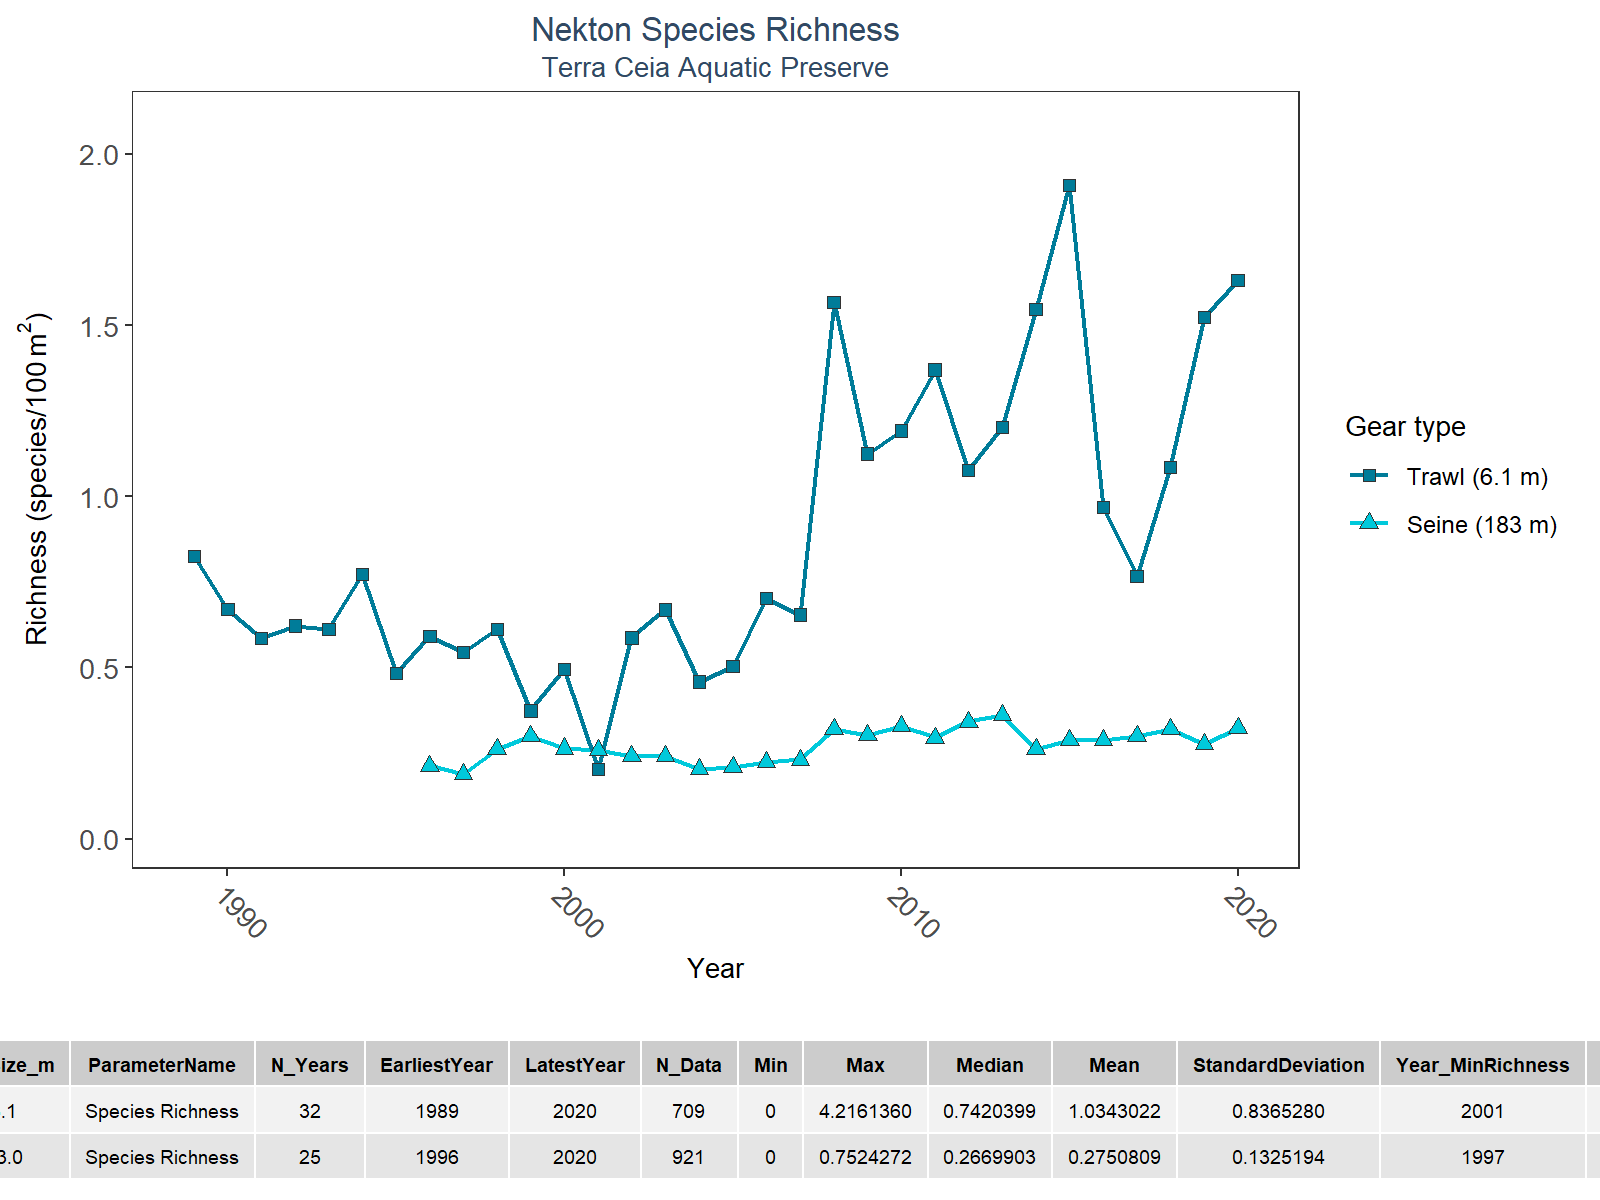 Nekton Species Richness
Terra Ceia Aquatic Preserve
Richness (species/100 m²)
2.0
1.5
1.0
0.5
0.0
1990
2000
2010
2020
Year
Gear type
Trawl (6.1 m)
Seine (183 m)
ize_m ParameterName N_Years EarliestYear LatestYear N_Data Min Max Median Mean StandardDeviation Year_MinRichness
.1 Species Richness 32 1989 2020 709 0 4.2161360 0.7420399 1.0343022 0.8365280 2001
3.0 Species Richness 25 1996 2020 921 0 0.7524272 0.2669903 0.2750809 0.1325194 1997